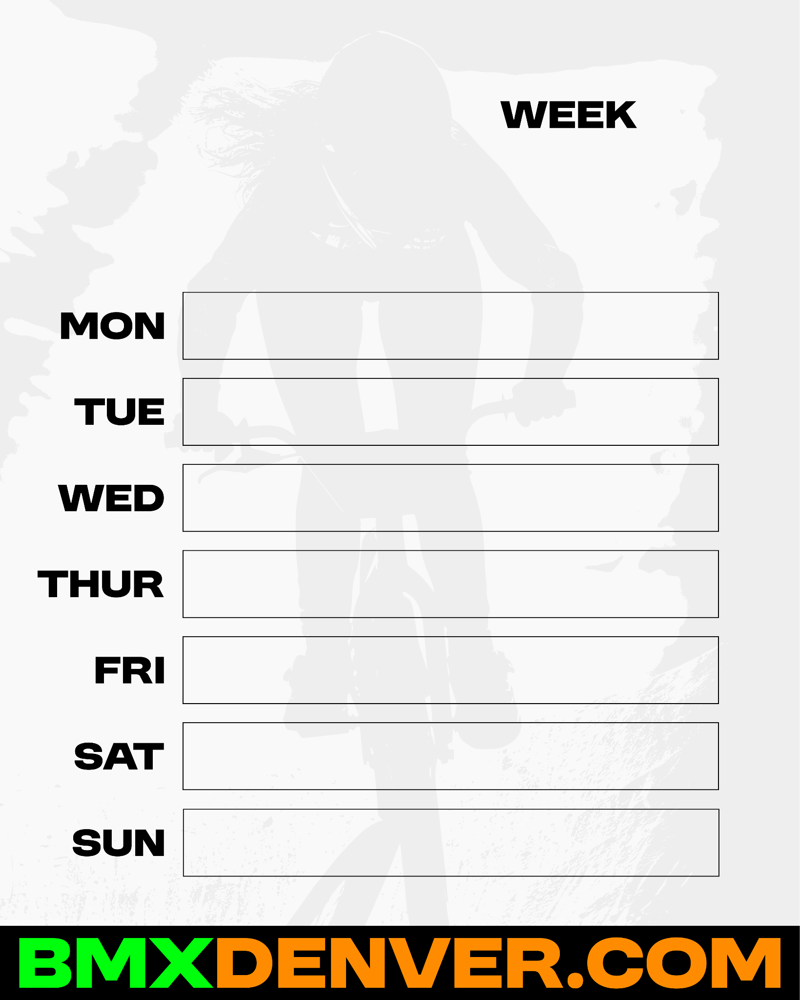 WEEK
MON
TUE
WED
THUR
FRI
SAT
SUN
BMXDENVER.COM